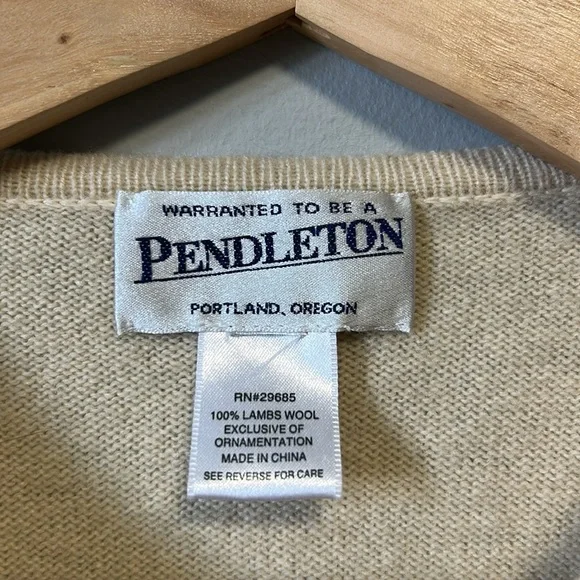 WARRANTED TO BE A
PENDLETON
PORTLAND, OREGON
RN#29685
100% LAMBS WOOL
EXCLUSIVE OF
ORNAMENTATION
MADE IN CHINA
SEE REVERSE FOR CARE